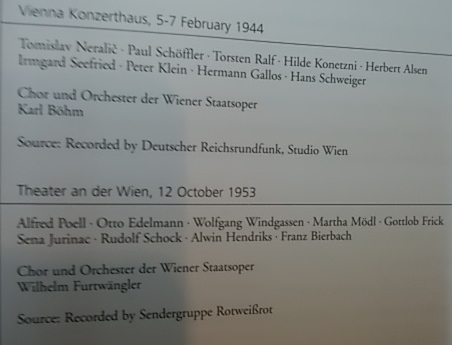 Vienna Konzerthaus, 5-7 February 1944
Tomislav Neralič · Paul Schöffler · Torsten Ralf · Hilde Konetzni · Herbert Alsen
Irmgard Seefried · Peter Klein · Hermann Gallos · Hans Schweiger
Chor und Orchester der Wiener Staatsoper
Karl Böhm
Source: Recorded by Deutscher Reichsrundfunk, Studio Wien
Theater an der Wien, 12 October 1953
Alfred Poell · Otto Edelmann · Wolfgang Windgassen · Martha Mödl · Gottlob Frick
Sena Jurinac · Rudolf Schock · Alwin Hendriks · Franz Bierbach
Chor und Orchester der Wiener Staatsoper
Wilhelm Furtwängler
Source: Recorded by Sendergruppe Rotweißrot